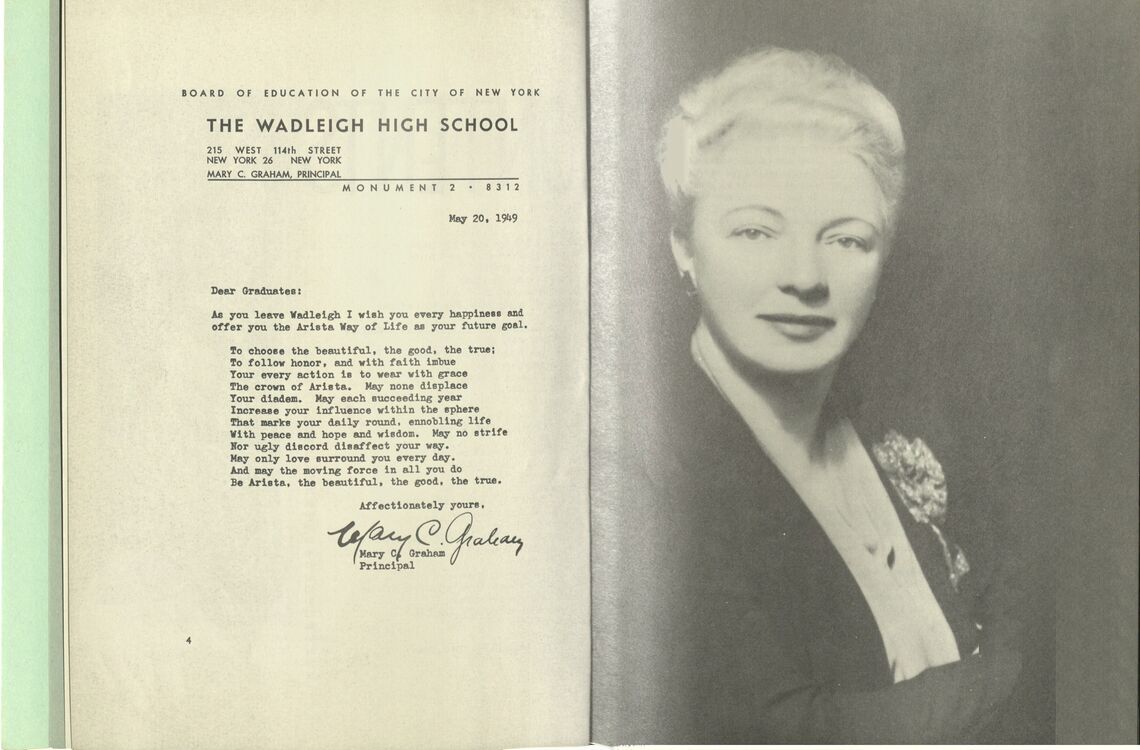 BOARD OF EDUCATION OF THE CITY OF NEW YORK
THE WADLEIGH HIGH SCHOOL
215 WEST 114th STREET
NEW YORK 26 NEW YORK
MARY C. GRAHAM, PRINCIPAL
MONUMENT 2 • 8312
May 20, 1949
Dear Graduates:
As you leave Wadleigh I wish you every happiness and
offer you the Arista Way of Life as your future goal.
To choose the beautiful, the good, the true;
To follow honor, and with faith imbue
Your every action is to wear with grace
The crown of Arista. May none displace
Your diadem. May each succeeding year
Increase your influence within the sphere
That marks your daily round, ennobling life
With peace and hope and wisdom. May no strife
Nor ugly discord disaffect your way.
May only love surround you every day.
And may the moving force in all you do
Be Arista, the beautiful, the good, the true.
Affectionately yours,
Mary C. Graham
Mary C. Graham
Principal
4